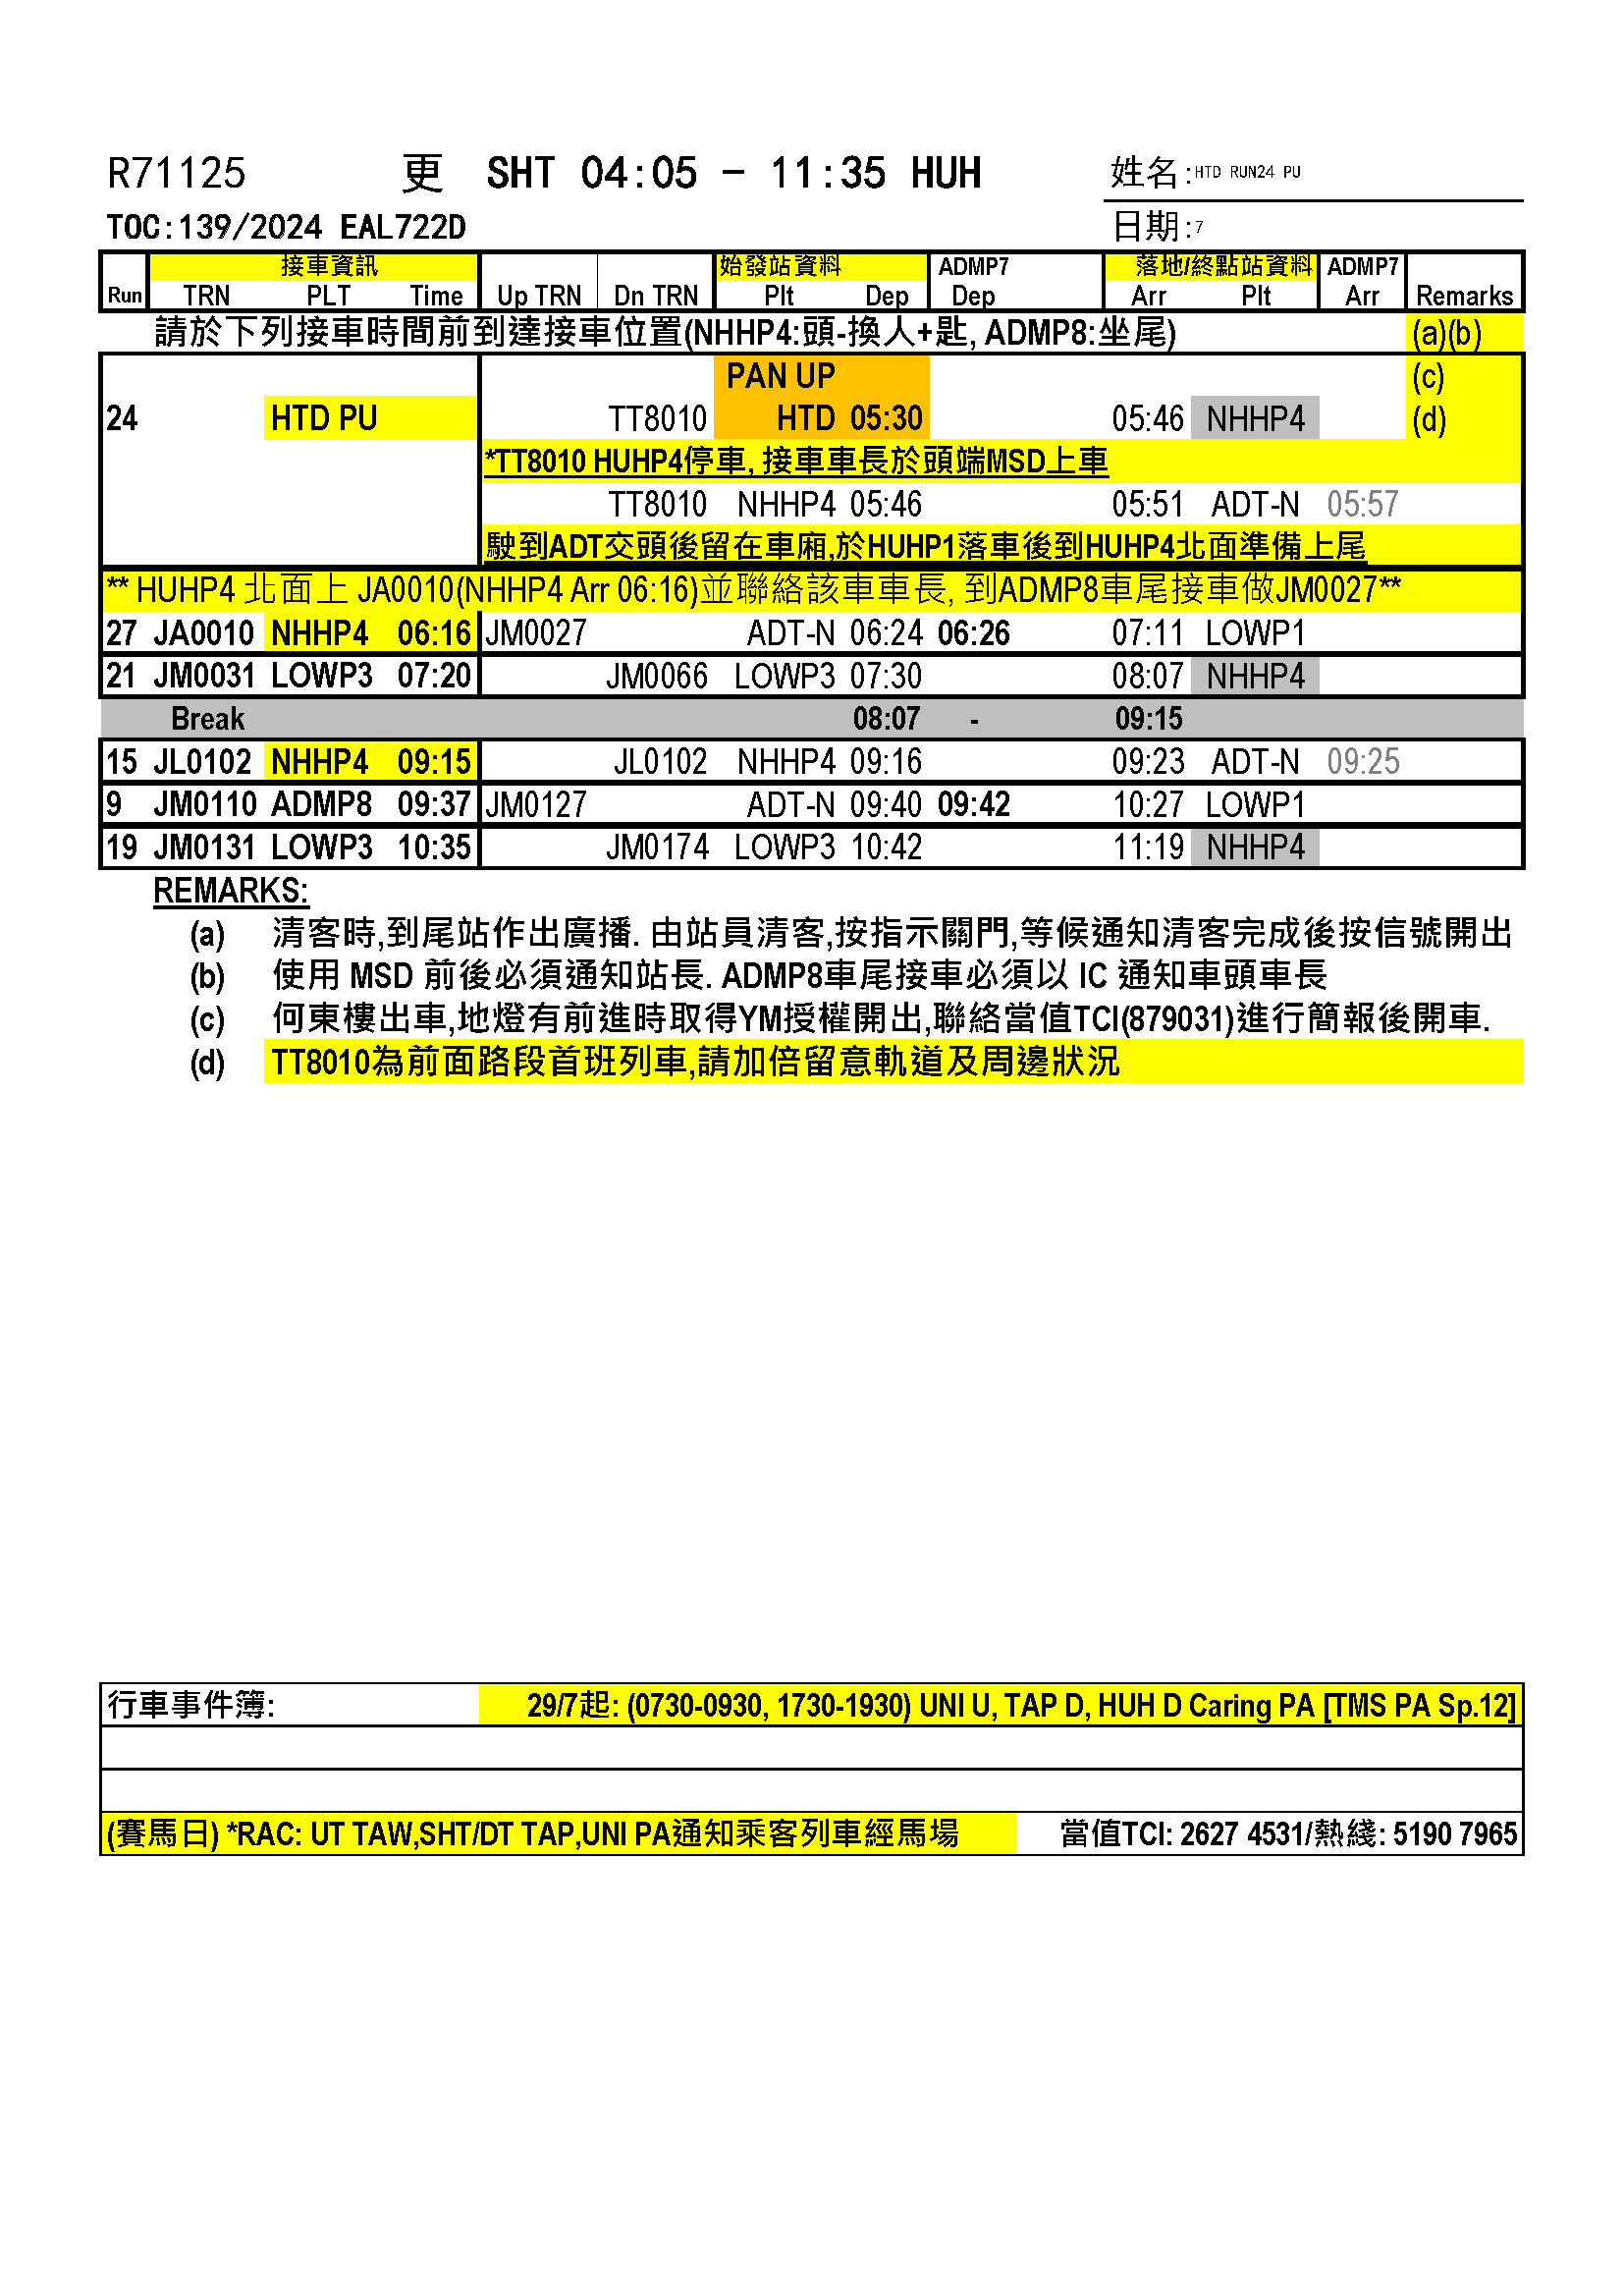 R71125 更 SHT 04:05 - 11:35 HUH 姓名:HTD RUN24 PU
TOC:139/2024 EAL722D 日期:7
接車資訊 始發站資料 ADMP7 落地/終點站資料 ADMP7
Run TRN PLT Time Up TRN Dn TRN Plt Dep Dep Arr Plt Arr Remarks
請於下列接車時間前到達接車位置(NHHP4:頭-換人+匙, ADMP8:坐尾) (a)(b)
PAN UP (c)
24 HTD PU TT8010 HTD 05:30 05:46 NHHP4 (d)
*TT8010 HUHP4停車, 接車車長於頭端MSD上車
TT8010 NHHP4 05:46 05:51 ADT-N 05:57
駛到ADT交頭後留在車廂,於HUHP1落車後到HUHP4北面準備上尾
** HUHP4 北面上 JA0010(NHHP4 Arr 06:16)並聯絡該車車長, 到ADMP8車尾接車做JM0027**
27 JA0010 NHHP4 06:16 JM0027 ADT-N 06:24 06:26 07:11 LOWP1
21 JM0031 LOWP3 07:20 JM0066 LOWP3 07:30 08:07 NHHP4
Break 08:07 - 09:15
15 JL0102 NHHP4 09:15 JL0102 NHHP4 09:16 09:23 ADT-N 09:25
9 JM0110 ADMP8 09:37 JM0127 ADT-N 09:40 09:42 10:27 LOWP1
19 JM0131 LOWP3 10:35 JM0174 LOWP3 10:42 11:19 NHHP4
REMARKS:
(a) 清客時,到尾站作出廣播. 由站員清客,按指示關門,等候通知清客完成後按信號開出
(b) 使用 MSD 前後必須通知站長. ADMP8車尾接車必須以 IC 通知車頭車長
(c) 何東樓出車,地燈有前進時取得YM授權開出,聯絡當值TCI(879031)進行簡報後開車.
(d) TT8010為前面路段首班列車,請加倍留意軌道及周邊狀況
行車事件簿: 29/7起: (0730-0930, 1730-1930) UNI U, TAP D, HUH D Caring PA [TMS PA Sp.12]
(賽馬日) *RAC: UT TAW,SHT/DT TAP,UNI PA通知乘客列車經馬場 當值TCI: 2627 4531/熱綫: 5190 7965